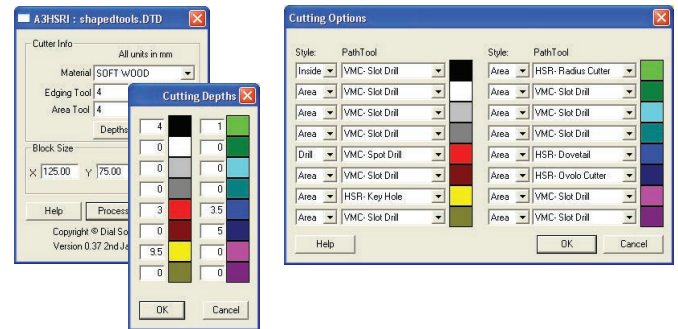 A3HSRI : shapedtools.DTD
Cutter Info
All units in mm
Material SOFT WOOD
Edging Tool 4
Area Tool 4
Depths
Block Size
X 125.00 Y 75.00
Help Process
Copyright © Dial
Version 0.37 2nd
Cutting Depths
4 1
0 0
0 0
0 0
3 3.5
0 5
9.5 0
0 0
OK Cancel
Cutting Options
Style: PathTool Style: PathTool
Inside VMC- Slot Drill Area HSR- Radius Cutter
Area VMC- Slot Drill Area VMC- Slot Drill
Area VMC- Slot Drill Area VMC- Slot Drill
Area VMC- Slot Drill Area VMC- Slot Drill
Drill VMC- Spot Drill Area HSR- Dovetail
Area VMC- Slot Drill Area HSR- Ovolo Cutter
Area HSR- Key Hole Area VMC- Slot Drill
Area VMC- Slot Drill Area VMC- Slot Drill
Help OK Cancel